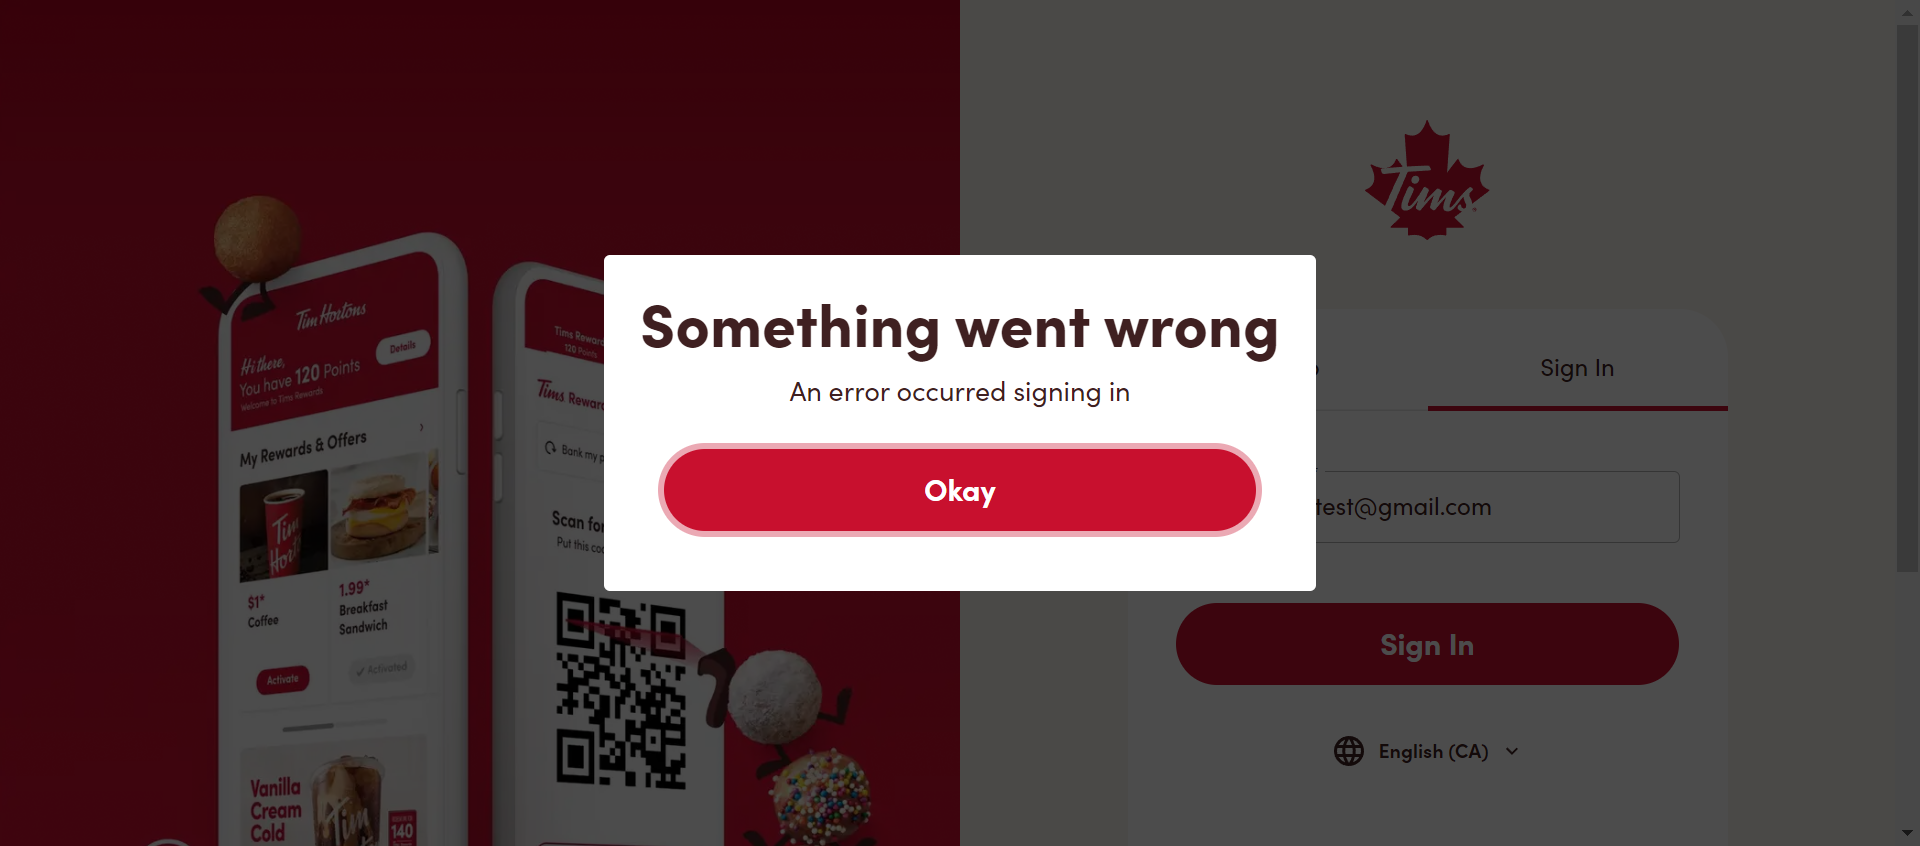 Something went wrong
An error occurred signing in
Okay
Tim Hortons
Hi there,
You have 120 Points
Welcome to Tims Rewards
Details
My Rewards & Offers
Tim
$1*
Coffee
1.99*
Breakfast
Sandwich
Activate
Activated
Vanilla
Cream
Cold
140
Tims
120 Points
Tims
Bank my
Scan for
Put this
Tims
Sign In
test@gmail.com
Sign In
English (CA)